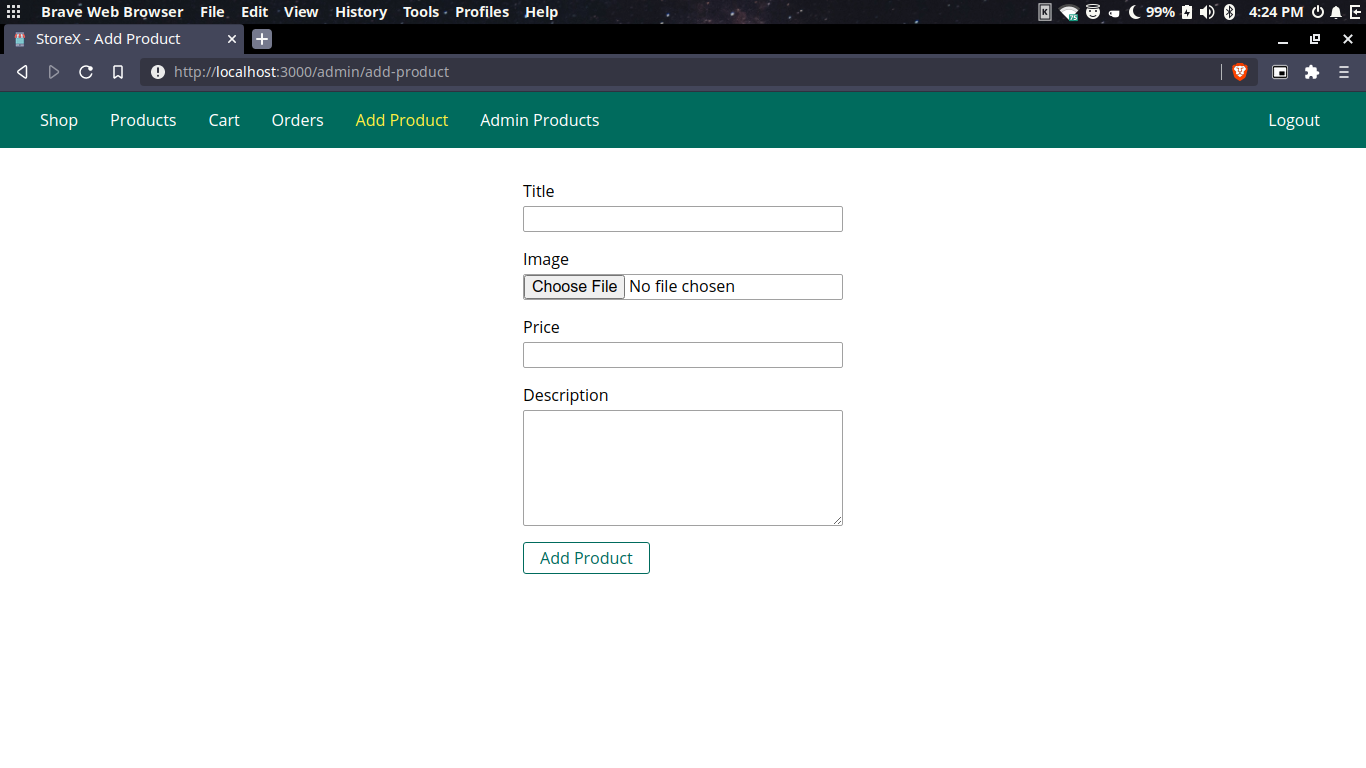 Brave Web Browser File Edit View History Tools Profiles Help K 75 99% 4:24 PM
StoreX - Add Product
http://localhost:3000/admin/add-product
Shop Products Cart Orders Add Product Admin Products Logout
Title
Image
Choose File No file chosen
Price
Description
Add Product